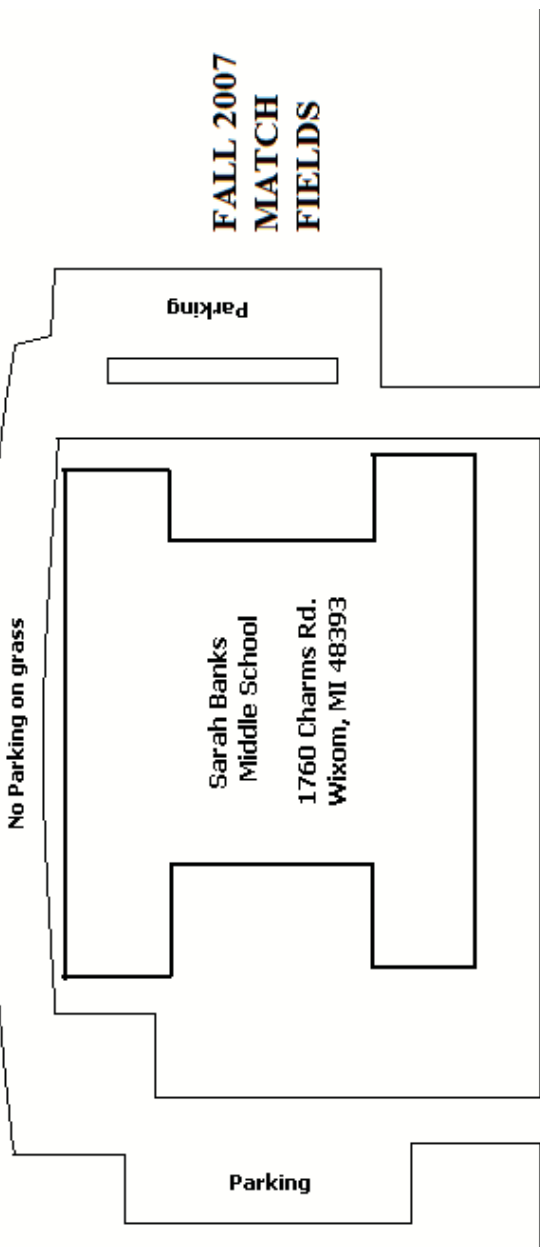 FALL 2007
MATCH
FIELDS
Parking
No Parking on grass
Sarah Banks
Middle School
1760 Charms Rd.
Wixom, MI 48393
Parking